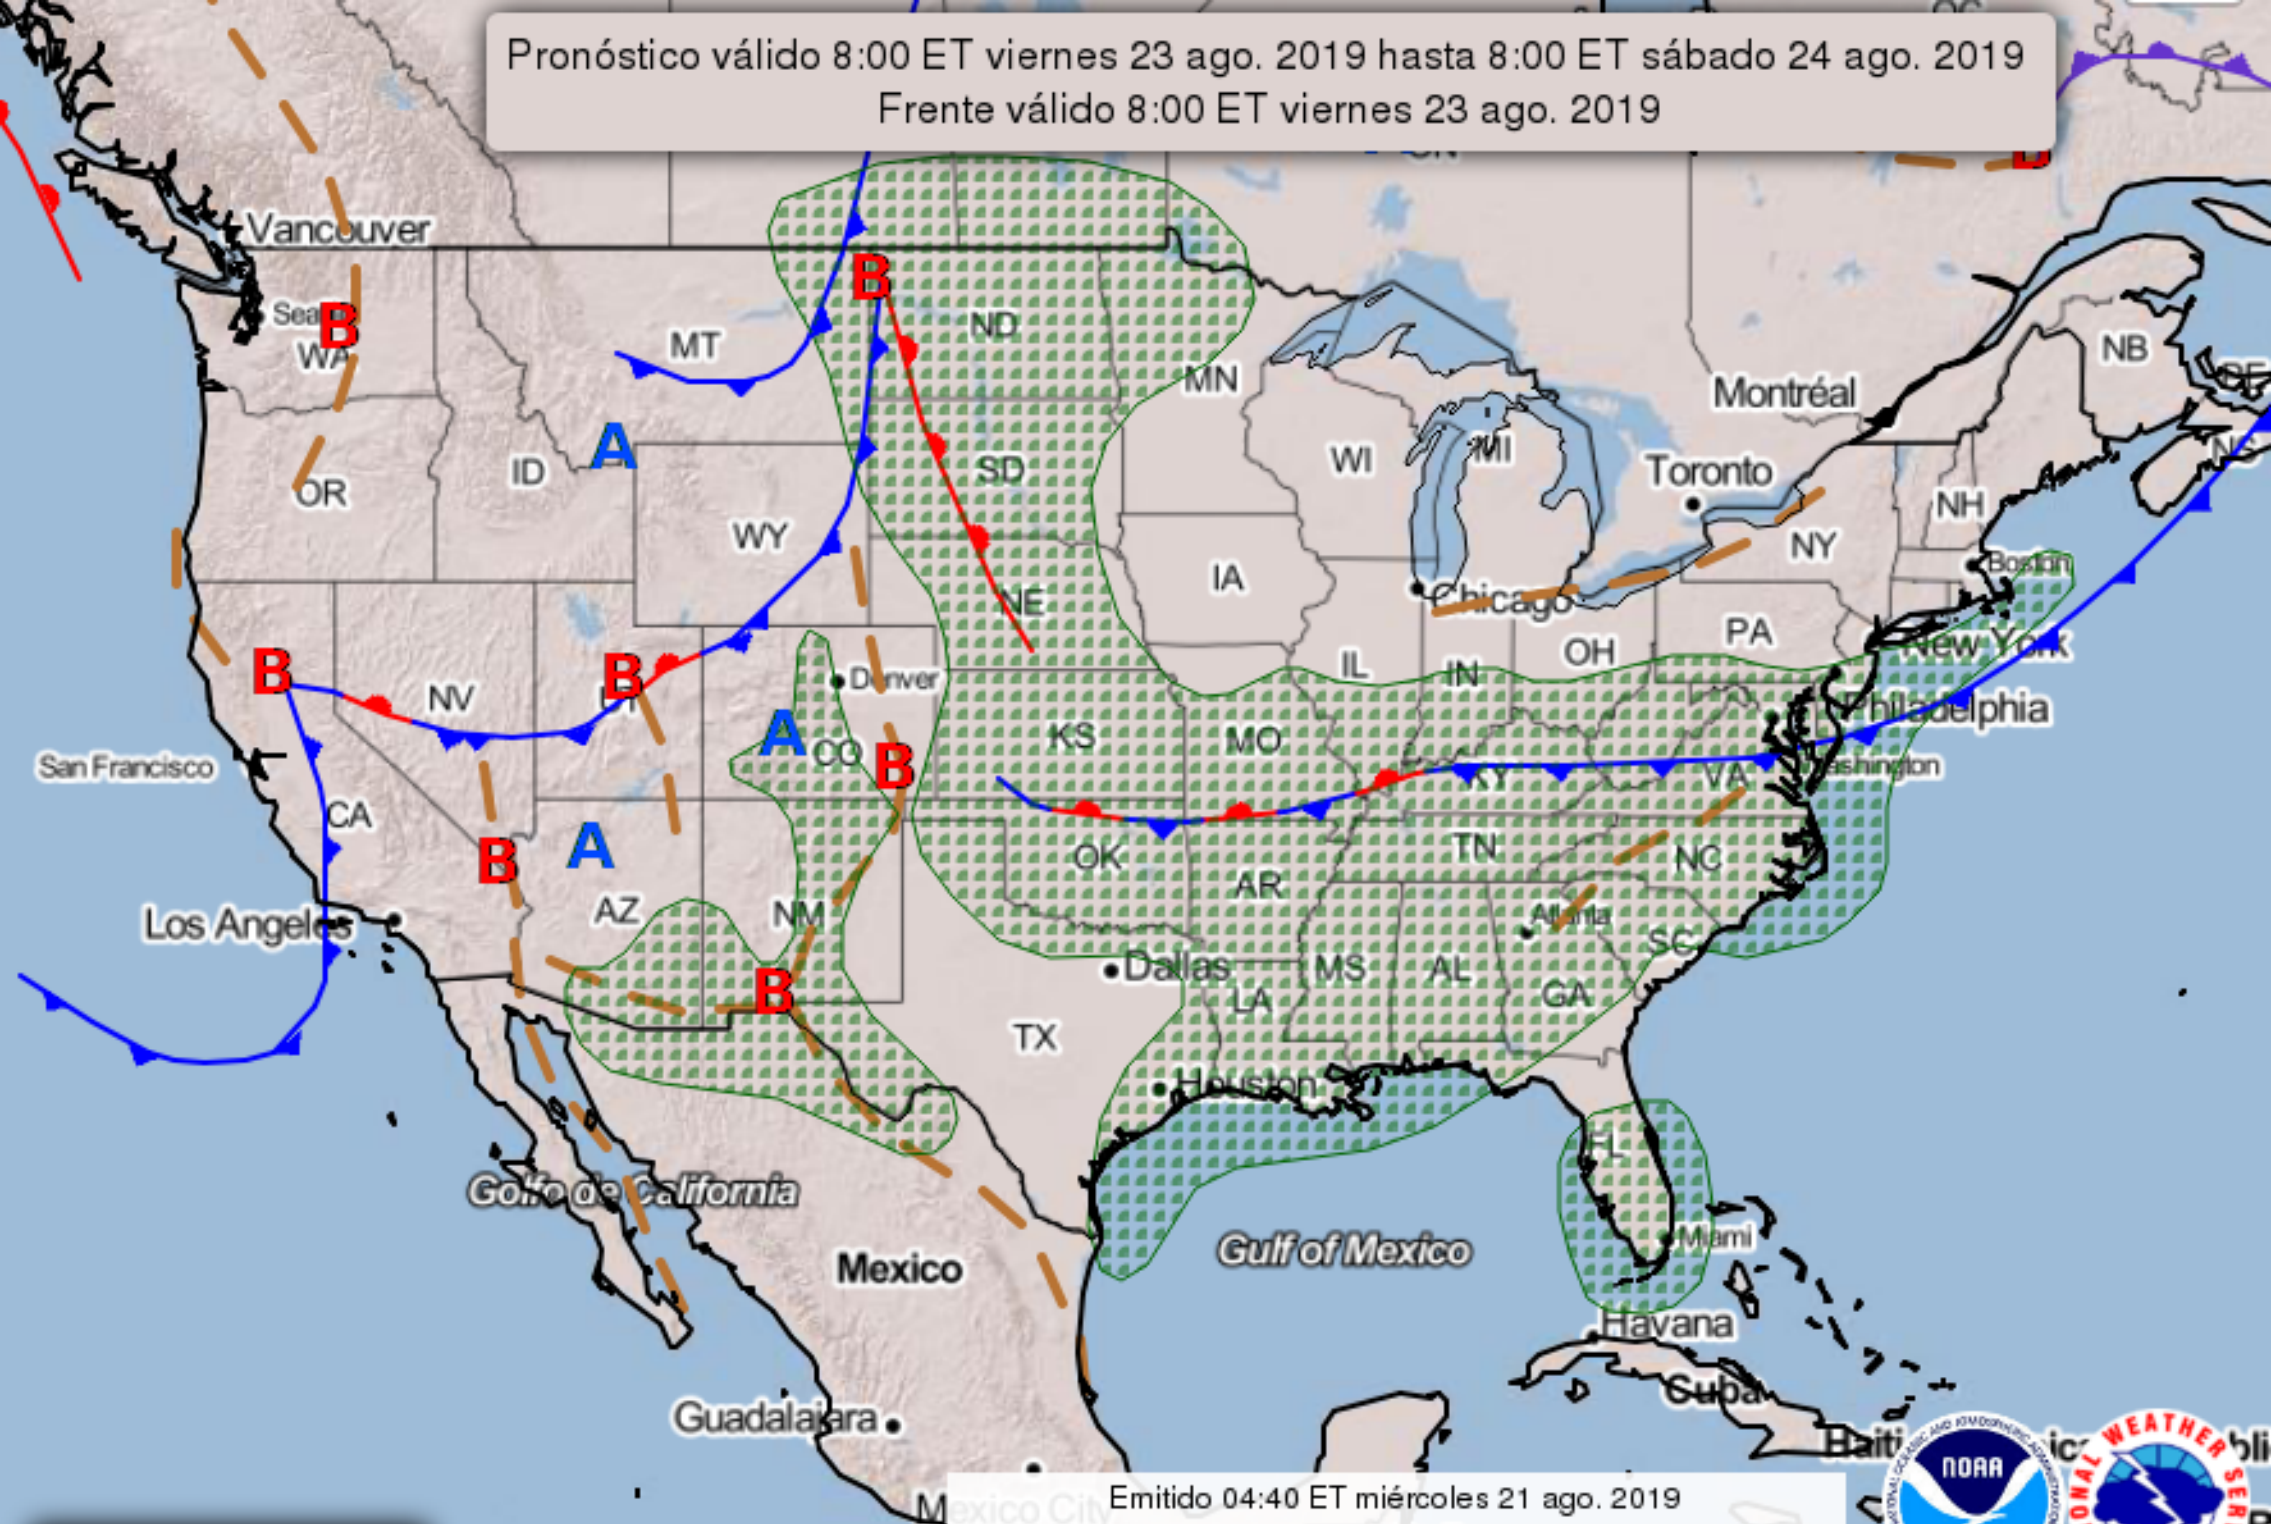 Pronóstico válido 8:00 ET viernes 23 ago. 2019 hasta 8:00 ET sábado 24 ago. 2019
Frente válido 8:00 ET viernes 23 ago. 2019
Vancouver
B
B
ND
MT
WA
NB
MN
Montréal
A
ID
SD
WI
MI
Toronto
OR
NH
WY
NY
Boston
IA
NE
Chicago
PA
New York
OH
IL
IN
B
B
NV
Denver
UT
Philadelphia
A
CO
KS
MO
San Francisco
B
KY
VA
CA
A
B
OK
TN
NC
AR
AZ
NM
Atlanta
Los Angeles
SC
Dallas
MS
AL
B
LA
GA
TX
Houston
FL
Golfo de California
Miami
Gulf of Mexico
Mexico
Havana
Cuba
Guadalajara
Haiti
NOAA
Emitido 04:40 ET miércoles 21 ago. 2019
Mexico City